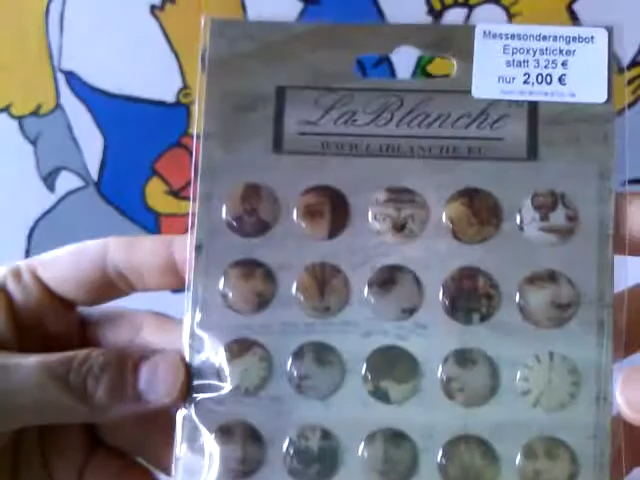 Messesonderangebot
Epoxysticker
statt 3,25 €
nur 2,00 €
LaBlanche
WWW.LABLANCHE.EU